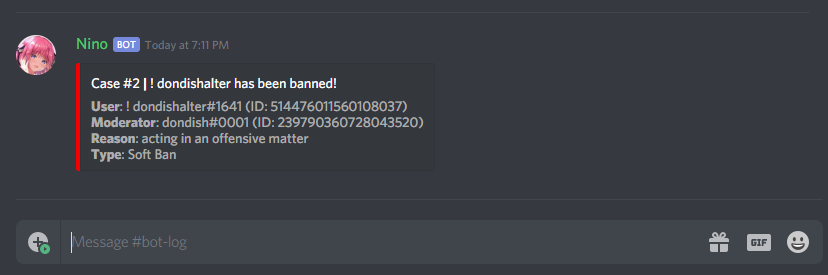 Nino BOT Today at 7:11 PM
Case #2 | ! dondishalter has been banned!
User: ! dondishalter#1641 (ID: 514476011560108037)
Moderator: dondish#0001 (ID: 239790360728043520)
Reason: acting in an offensive matter
Type: Soft Ban
Message #bot-log
GIF